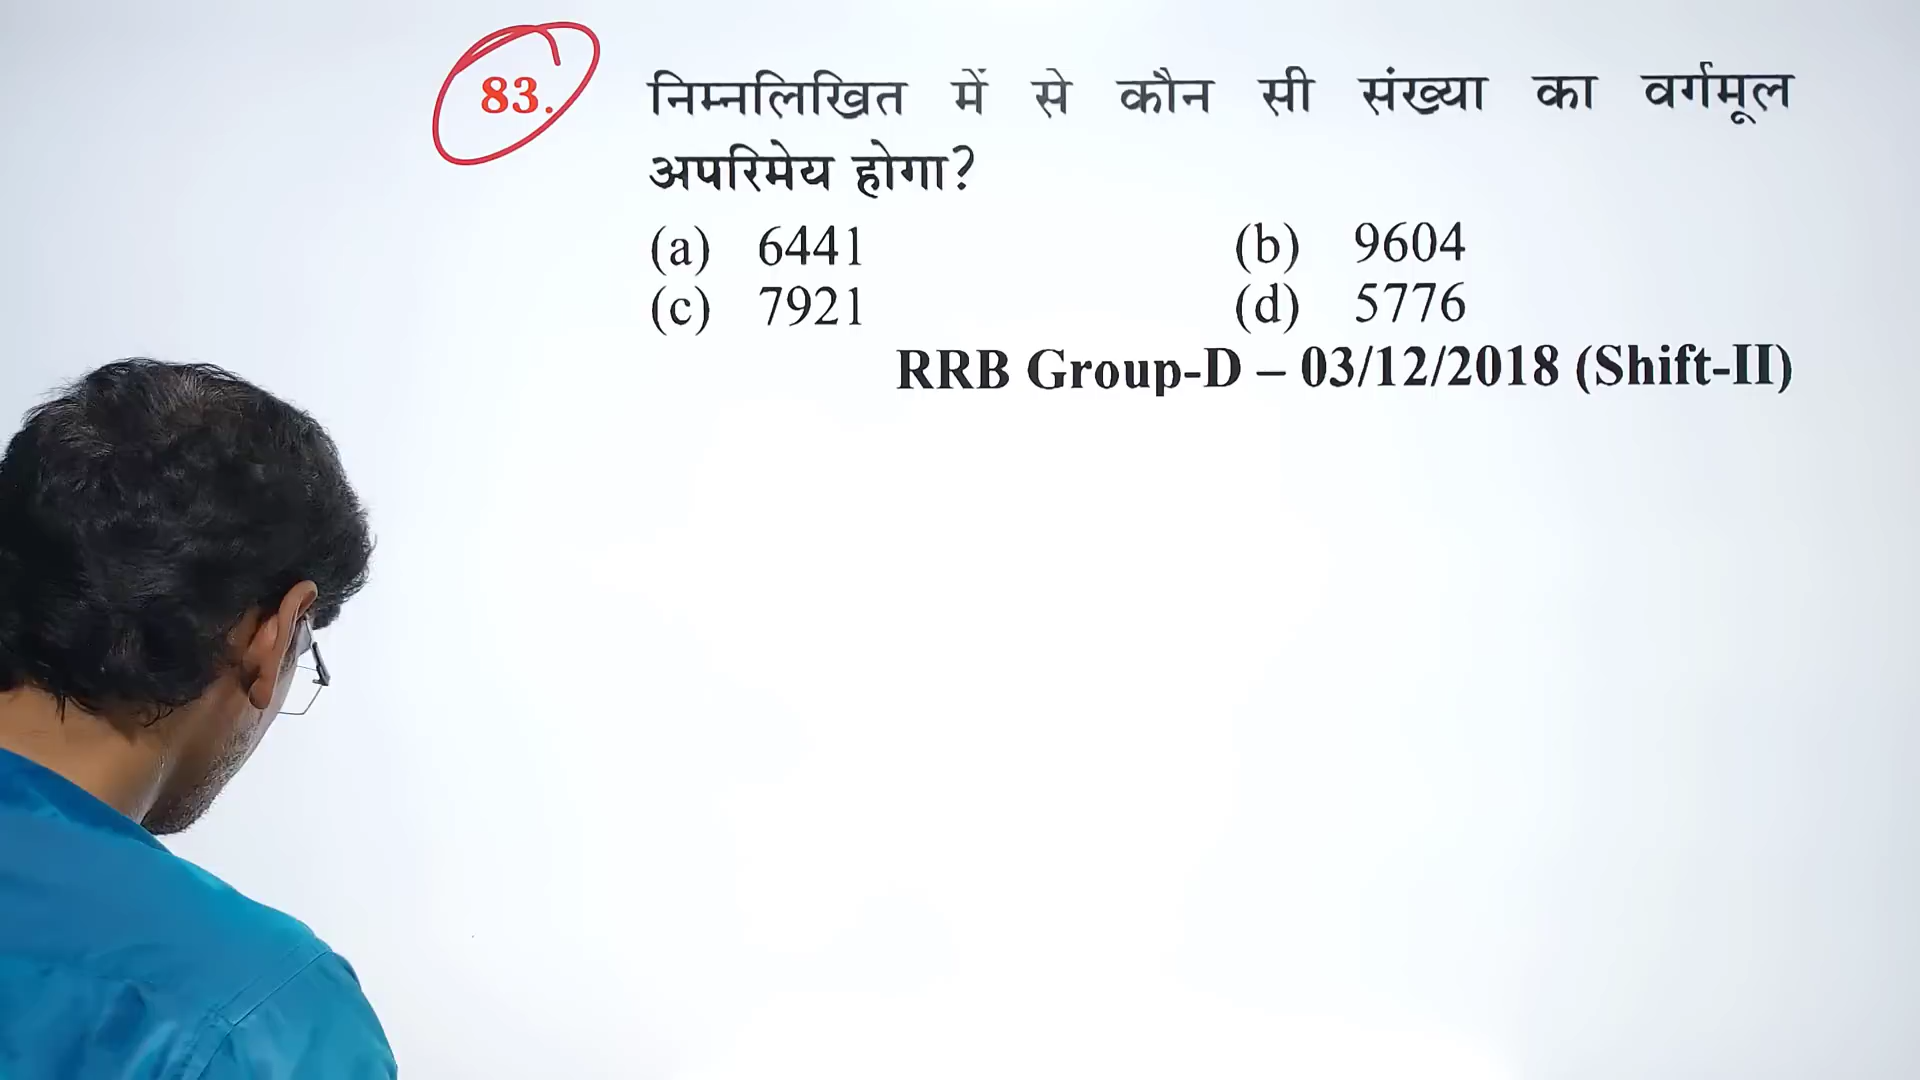 83. निम्नलिखित में से कौन सी संख्या का वर्गमूल
अपरिमेय होगा?
(a) 6441 (b) 9604
(c) 7921 (d) 5776
RRB Group-D – 03/12/2018 (Shift-II)